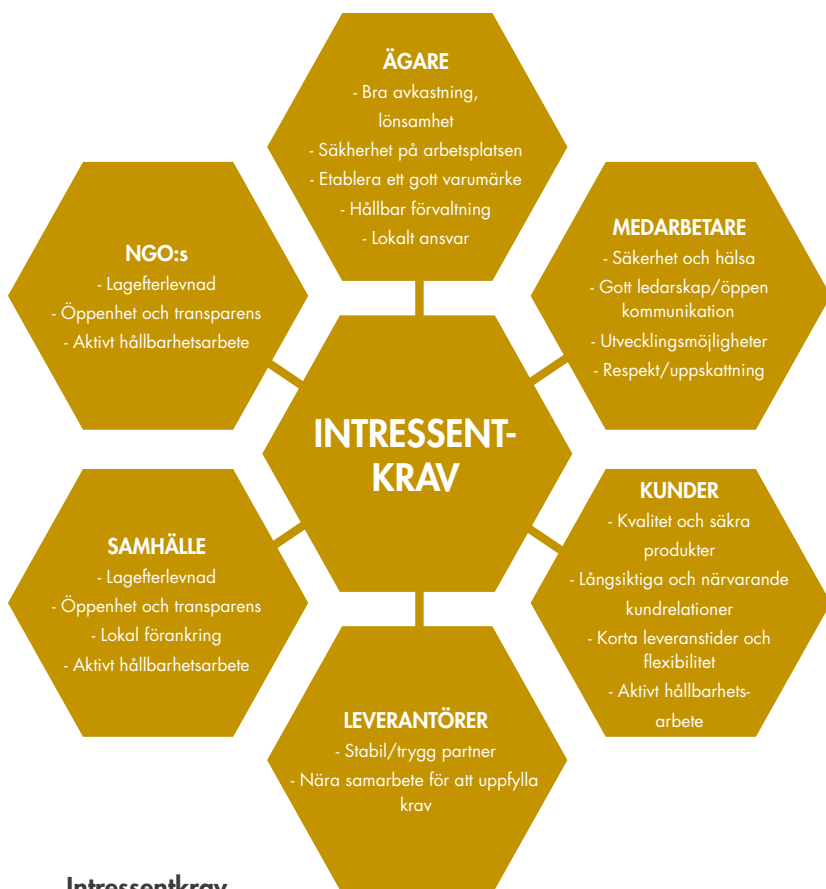 ÄGARE
- Bra avkastning,
lönsamhet
- Säkherhet på arbetsplatsen
- Etablera ett gott varumärke
- Hållbar förvaltning
- Lokalt ansvar
MEDARBETARE
- Säkerhet och hälsa
- Gott ledarskap/öppen
kommunikation
- Utvecklingsmöjligheter
- Respekt/uppskattning
NGO:s
- Lagefterlevnad
- Öppenhet och transparens
- Aktivt hållbarhetsarbete
INTRESSENT-
KRAV
KUNDER
- Kvalitet och säkra
produkter
- Långsiktiga och närvarande
kundrelationer
- Korta leveranstider och
flexibilitet
- Aktivt hållbarhets-
arbete
SAMHÄLLE
- Lagefterlevnad
- Öppenhet och transparens
- Lokal förankring
- Aktivt hållbarhetsarbete
LEVERANTÖRER
- Stabil/trygg partner
- Nära samarbete för att uppfylla
krav
Intressentkrav